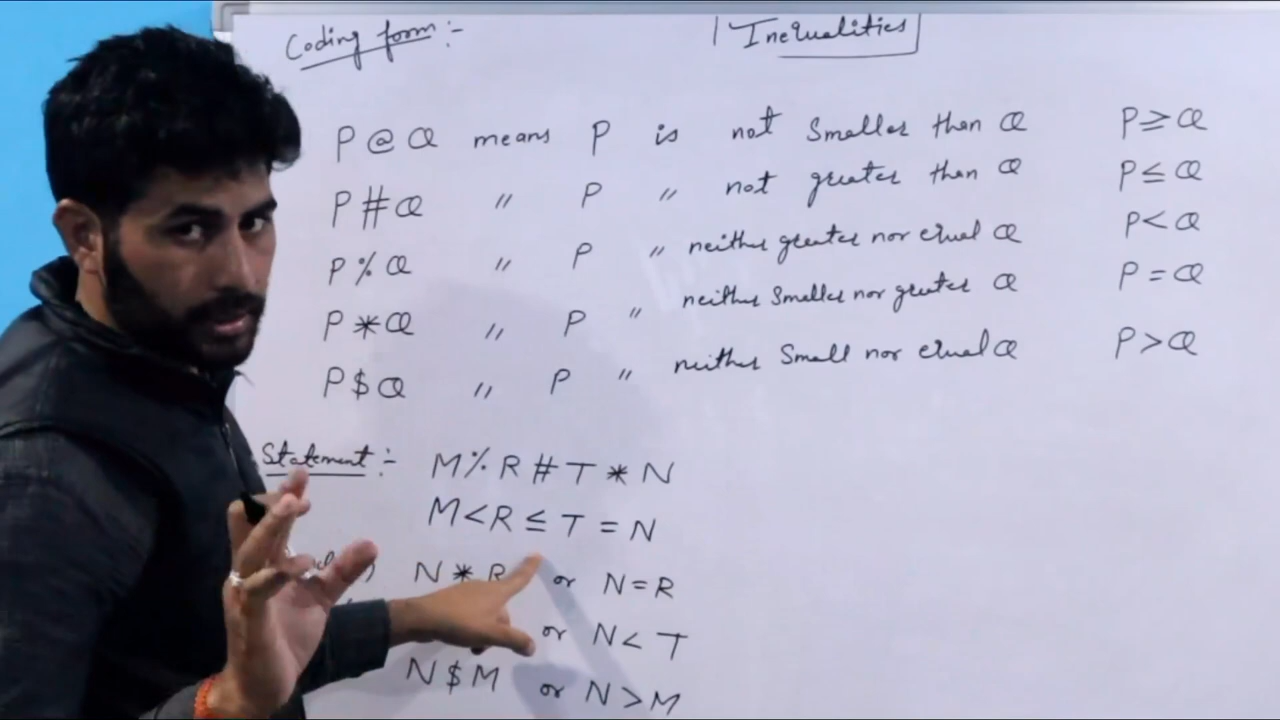 Coding form :-
Inequalities
P @ Q means P is not Smaller than Q P ≥ Q
P # Q " P " not greater than Q P ≤ Q
P % Q " P " neither greater nor equal Q P < Q
P * Q " P " neither Smaller nor greater Q P = Q
P $ Q " P " neither Small nor equal Q P > Q
Statement :- M % R # T * N
M < R ≤ T = N
N * R or N = R
or N < T
N $ M or N > M